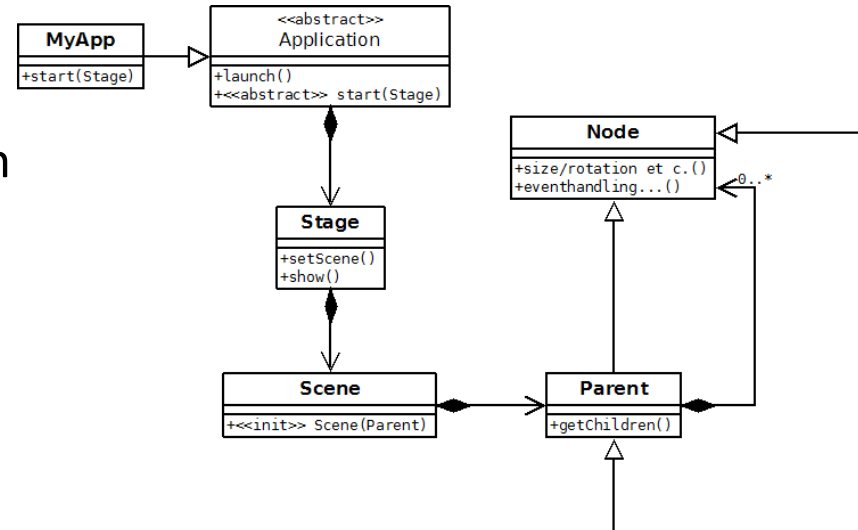 MyApp
+start(Stage)
<<abstract>>
Application
+launch()
+<<abstract>> start(Stage)
n
Node
+size/rotation et c.()
+eventhandling...()
0..*
Stage
+setScene()
+show()
Scene
+<<init>> Scene(Parent)
Parent
+getChildren()